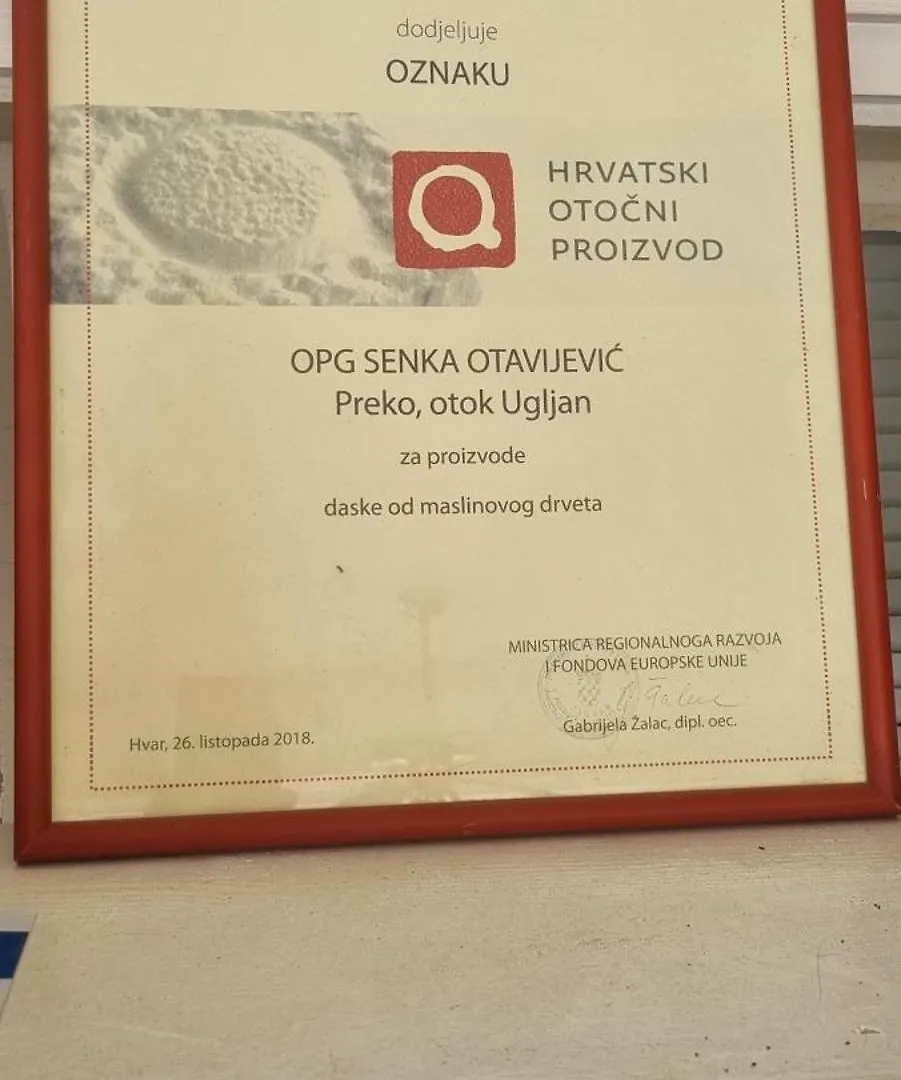 dodjeljuje
OZNAKU
HRVATSKI
OTOČNI
PROIZVOD
OPG SENKA OTAVIJEVIĆ
Preko, otok Ugljan
za proizvode
daske od maslinovog drveta
MINISTRICA REGIONALNOGA RAZVOJA
I FONDOVA EUROPSKE UNIJE
Gabrijela Žalac, dipl. oec.
Hvar, 26. listopada 2018.